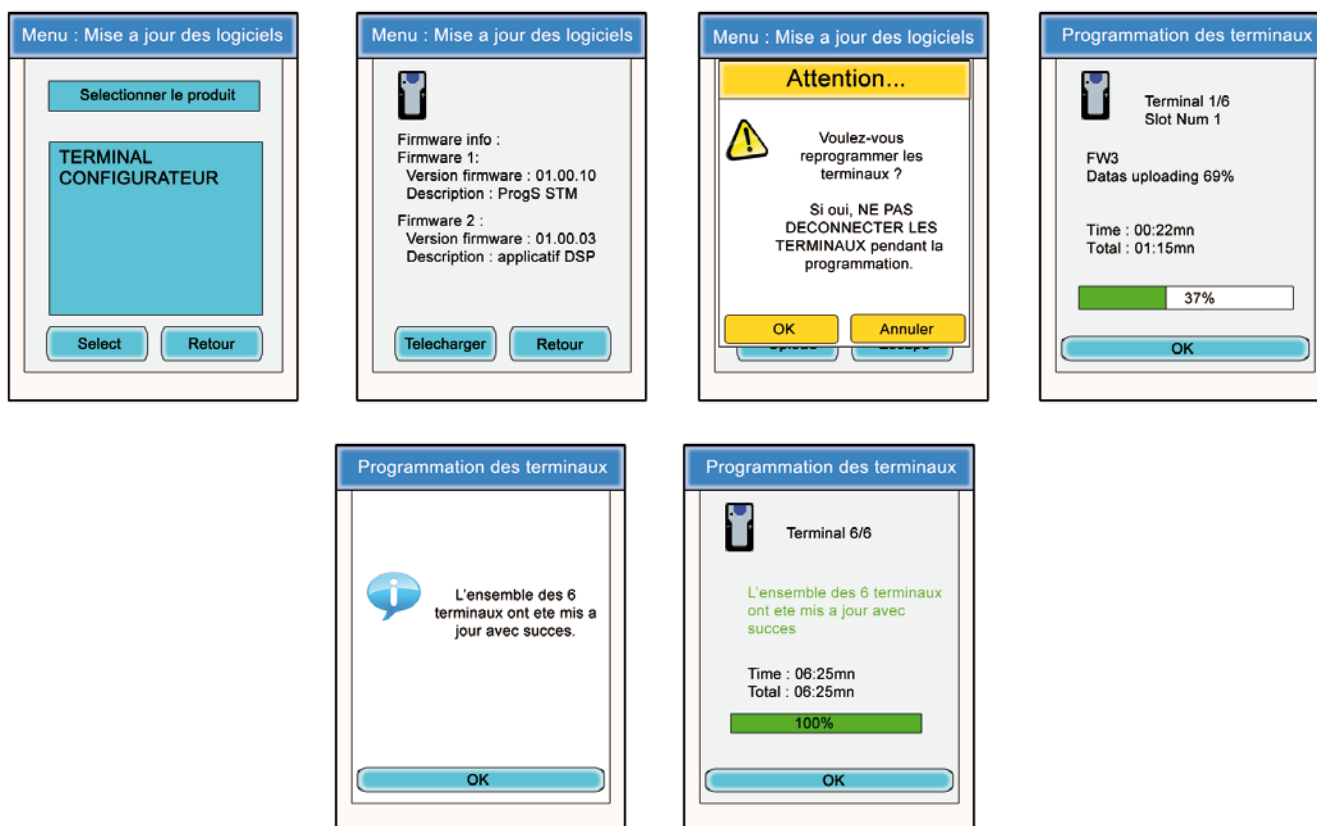 Menu : Mise a jour des logiciels
Selectionner le produit
TERMINAL
CONFIGURATEUR
Select
Retour
Menu : Mise a jour des logiciels
Firmware info :
Firmware 1:
Version firmware : 01.00.10
Description : ProgS STM
Firmware 2 :
Version firmware : 01.00.03
Description : applicatif DSP
Telecharger
Retour
Menu : Mise a jour des logiciels
Attention...
Voulez-vous
reprogrammer les
terminaux ?
Si oui, NE PAS
DECONNECTER LES
TERMINAUX pendant la
programmation.
OK
Annuler
Programmation des terminaux
Terminal 1/6
Slot Num 1
FW3
Datas uploading 69%
Time : 00:22mn
Total : 01:15mn
37%
OK
Programmation des terminaux
L'ensemble des 6
terminaux ont ete mis a
jour avec succes.
OK
Programmation des terminaux
Terminal 6/6
L'ensemble des 6 terminaux
ont ete mis a jour avec
succes
Time : 06:25mn
Total : 06:25mn
100%
OK